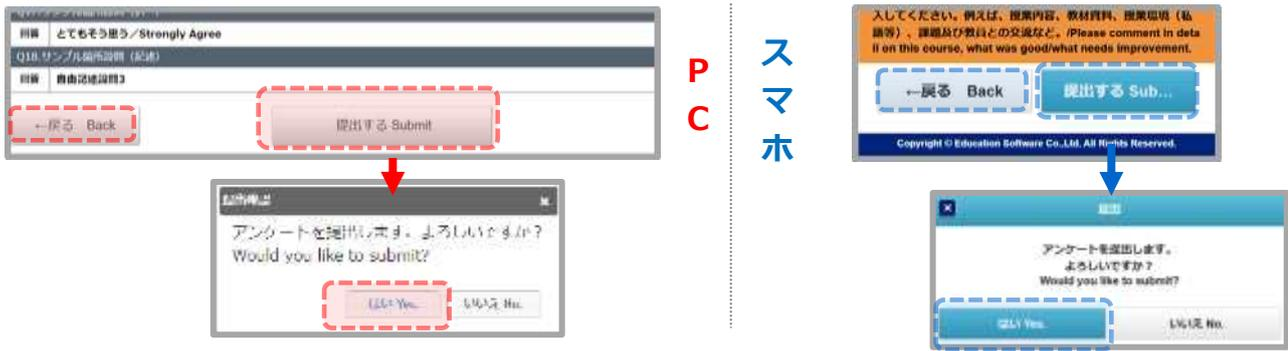 回答 とてもそう思う／Strongly Agree
Q18.サンプル個所設問（記述）
回答 自由記述設問3
←戻る Back
提出する Submit
アンケートを提出します。よろしいですか？
Would you like to submit?
はい Yes.
いいえ No.
PC
スマホ
入してください。例えば、授業内容、教材資料、授業環境（私
語等）、課題及び教員との交流など。/Please comment in deta
il on this course, what was good/what needs improvement.
←戻る Back
提出する Sub...
Copyright © Education Software Co.,Ltd, All Rights Reserved.
提出
アンケートを提出します。
よろしいですか？
Would you like to submit?
はい Yes.
いいえ No.